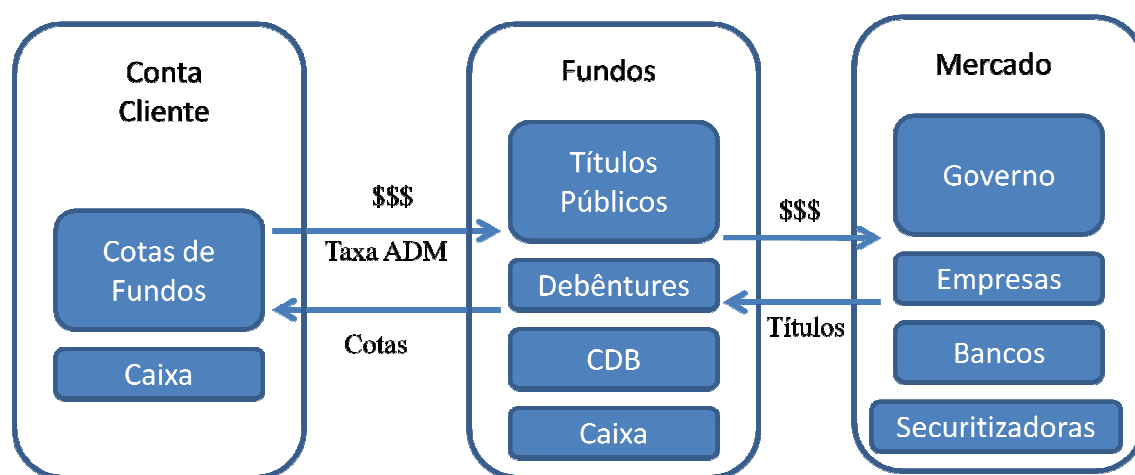 Conta
Cliente
Cotas de
Fundos
Caixa
$$$
Taxa ADM
Cotas
Fundos
Títulos
Públicos
Debêntures
CDB
Caixa
$$$
Títulos
Mercado
Governo
Empresas
Bancos
Securitizadoras